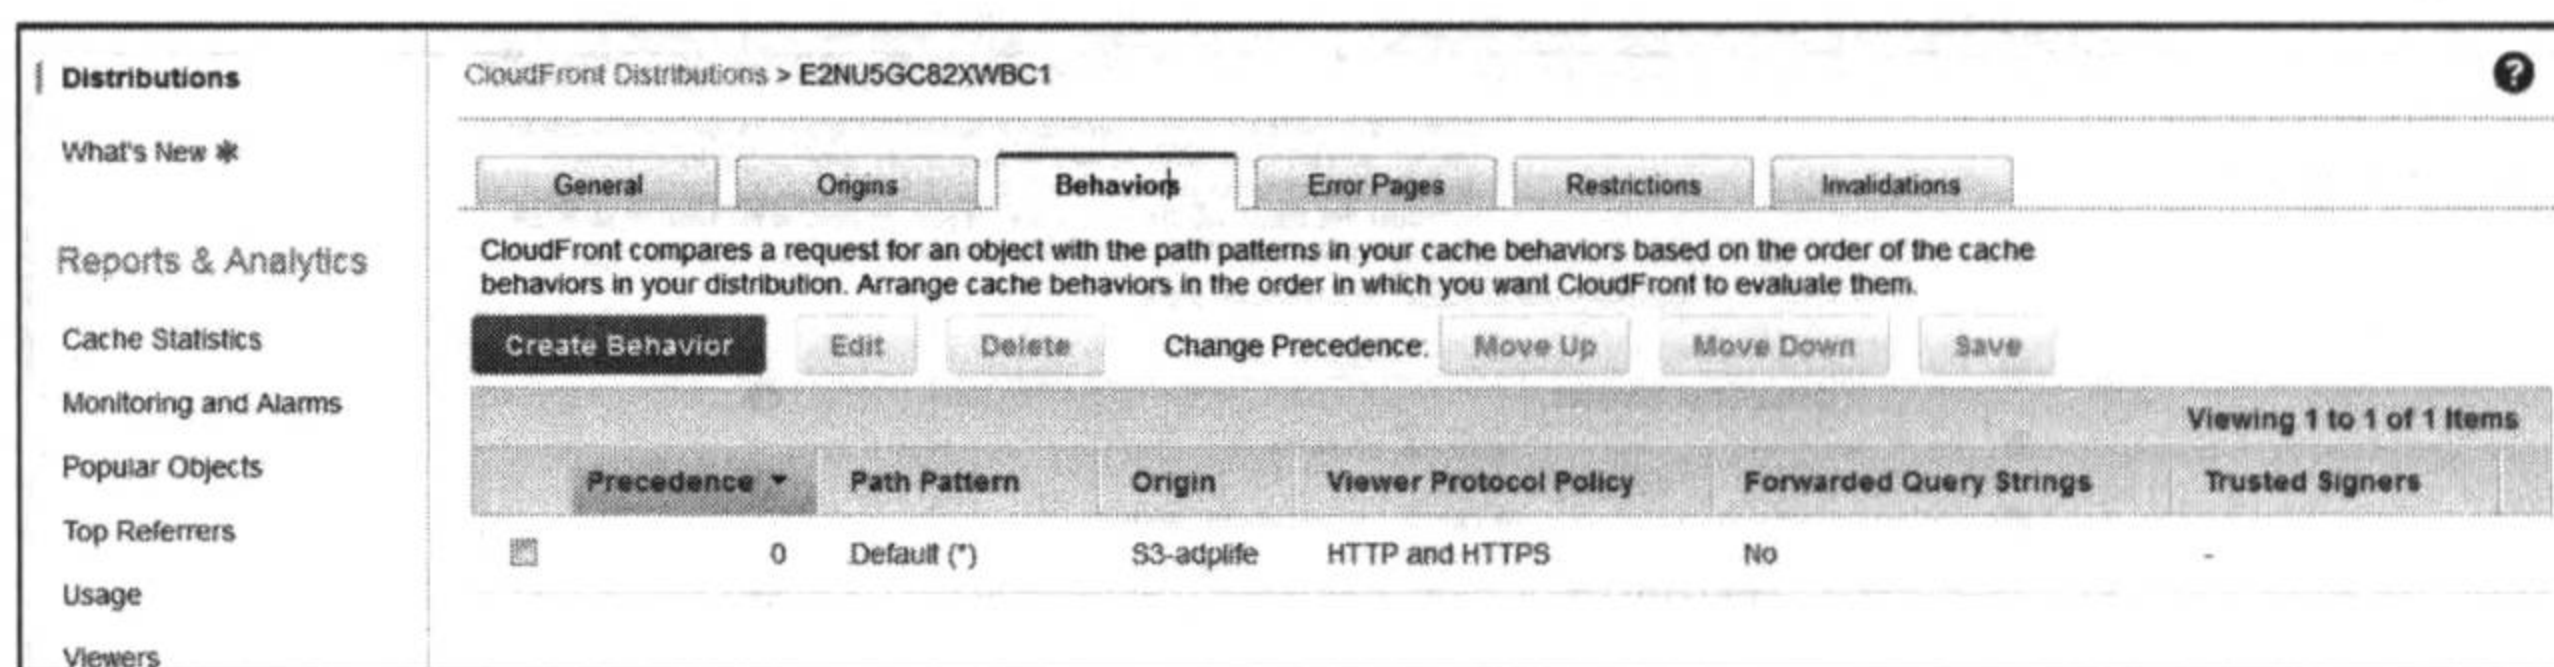 Distributions
What's New ✱
Reports & Analytics
Cache Statistics
Monitoring and Alarms
Popular Objects
Top Referrers
Usage
Viewers
CloudFront Distributions > E2NU5GC82XWBC1
?
General Origins Behaviors Error Pages Restrictions Invalidations
CloudFront compares a request for an object with the path patterns in your cache behaviors based on the order of the cache
behaviors in your distribution. Arrange cache behaviors in the order in which you want CloudFront to evaluate them.
Create Behavior Edit Delete Change Precedence: Move Up Move Down Save
Viewing 1 to 1 of 1 Items
Precedence Path Pattern Origin Viewer Protocol Policy Forwarded Query Strings Trusted Signers
0 Default (*) S3-adplife HTTP and HTTPS No -